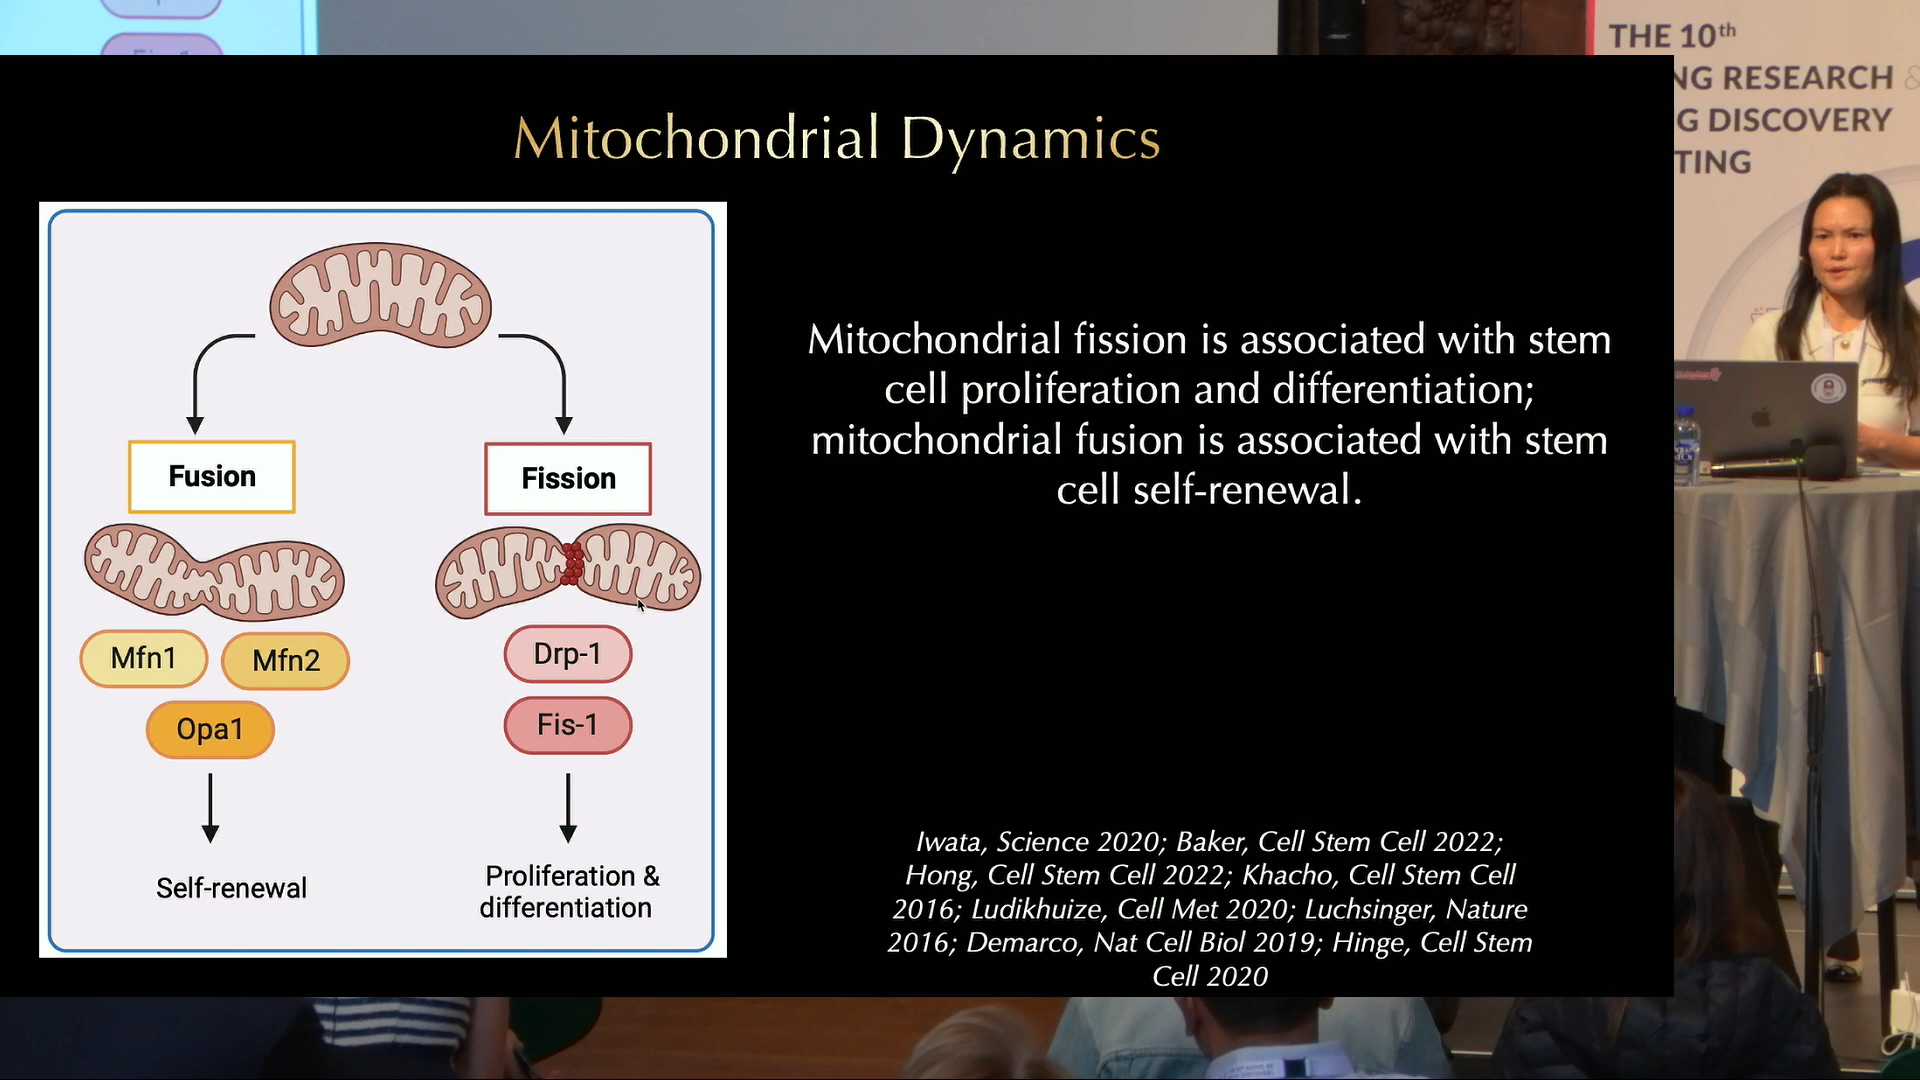 THE 10th
NG RESEARCH &
G DISCOVERY
TING
Mitochondrial Dynamics
Fusion
Fission
Mfn1
Mfn2
Opa1
Drp-1
Fis-1
Self-renewal
Proliferation &
differentiation
Mitochondrial fission is associated with stem
cell proliferation and differentiation;
mitochondrial fusion is associated with stem
cell self-renewal.
Iwata, Science 2020; Baker, Cell Stem Cell 2022;
Hong, Cell Stem Cell 2022; Khacho, Cell Stem Cell
2016; Ludikhuize, Cell Met 2020; Luchsinger, Nature
2016; Demarco, Nat Cell Biol 2019; Hinge, Cell Stem
Cell 2020